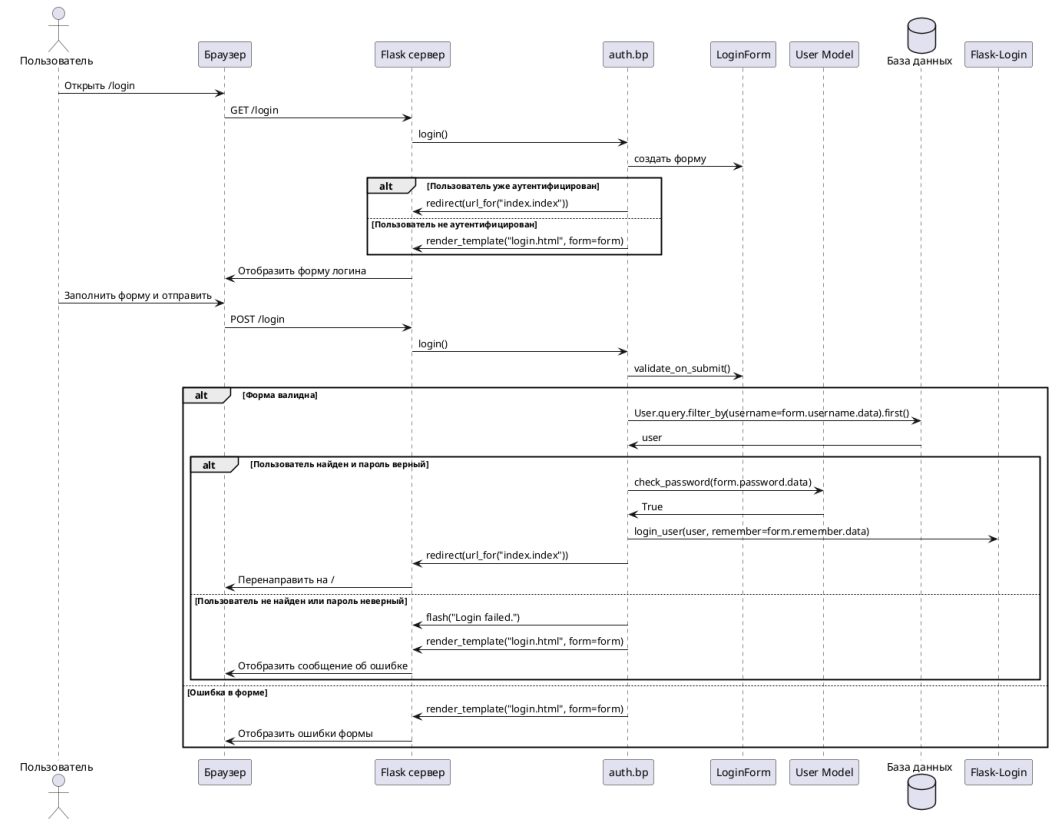 Пользователь
Браузер
Flask сервер
auth.bp
LoginForm
User Model
База данных
Flask-Login
Открыть /login
GET /login
login()
создать форму
alt [Пользователь уже аутентифицирован]
redirect(url_for("index.index"))
[Пользователь не аутентифицирован]
render_template("login.html", form=form)
Отобразить форму логина
Заполнить форму и отправить
POST /login
login()
validate_on_submit()
alt [Форма валидна]
User.query.filter_by(username=form.username.data).first()
user
alt [Пользователь найден и пароль верный]
check_password(form.password.data)
True
login_user(user, remember=form.remember.data)
redirect(url_for("index.index"))
Перенаправить на /
[Пользователь не найден или пароль неверный]
flash("Login failed.")
render_template("login.html", form=form)
Отобразить сообщение об ошибке
[Ошибка в форме]
render_template("login.html", form=form)
Отобразить ошибки формы
Пользователь
Браузер
Flask сервер
auth.bp
LoginForm
User Model
База данных
Flask-Login